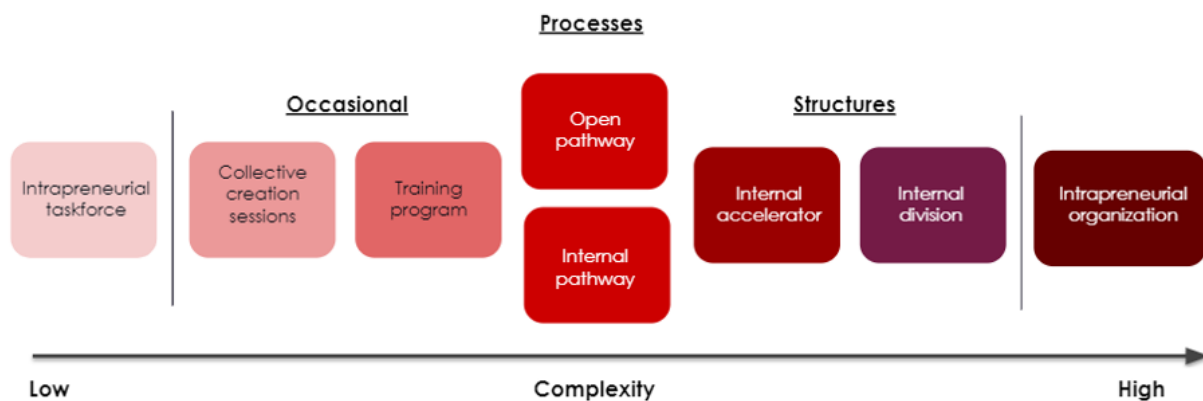 Processes
Occasional
Structures
Intrapreneurial
taskforce
Collective
creation
sessions
Training
program
Open
pathway
Internal
pathway
Internal
accelerator
Internal
division
Intrapreneurial
organization
Low
Complexity
High